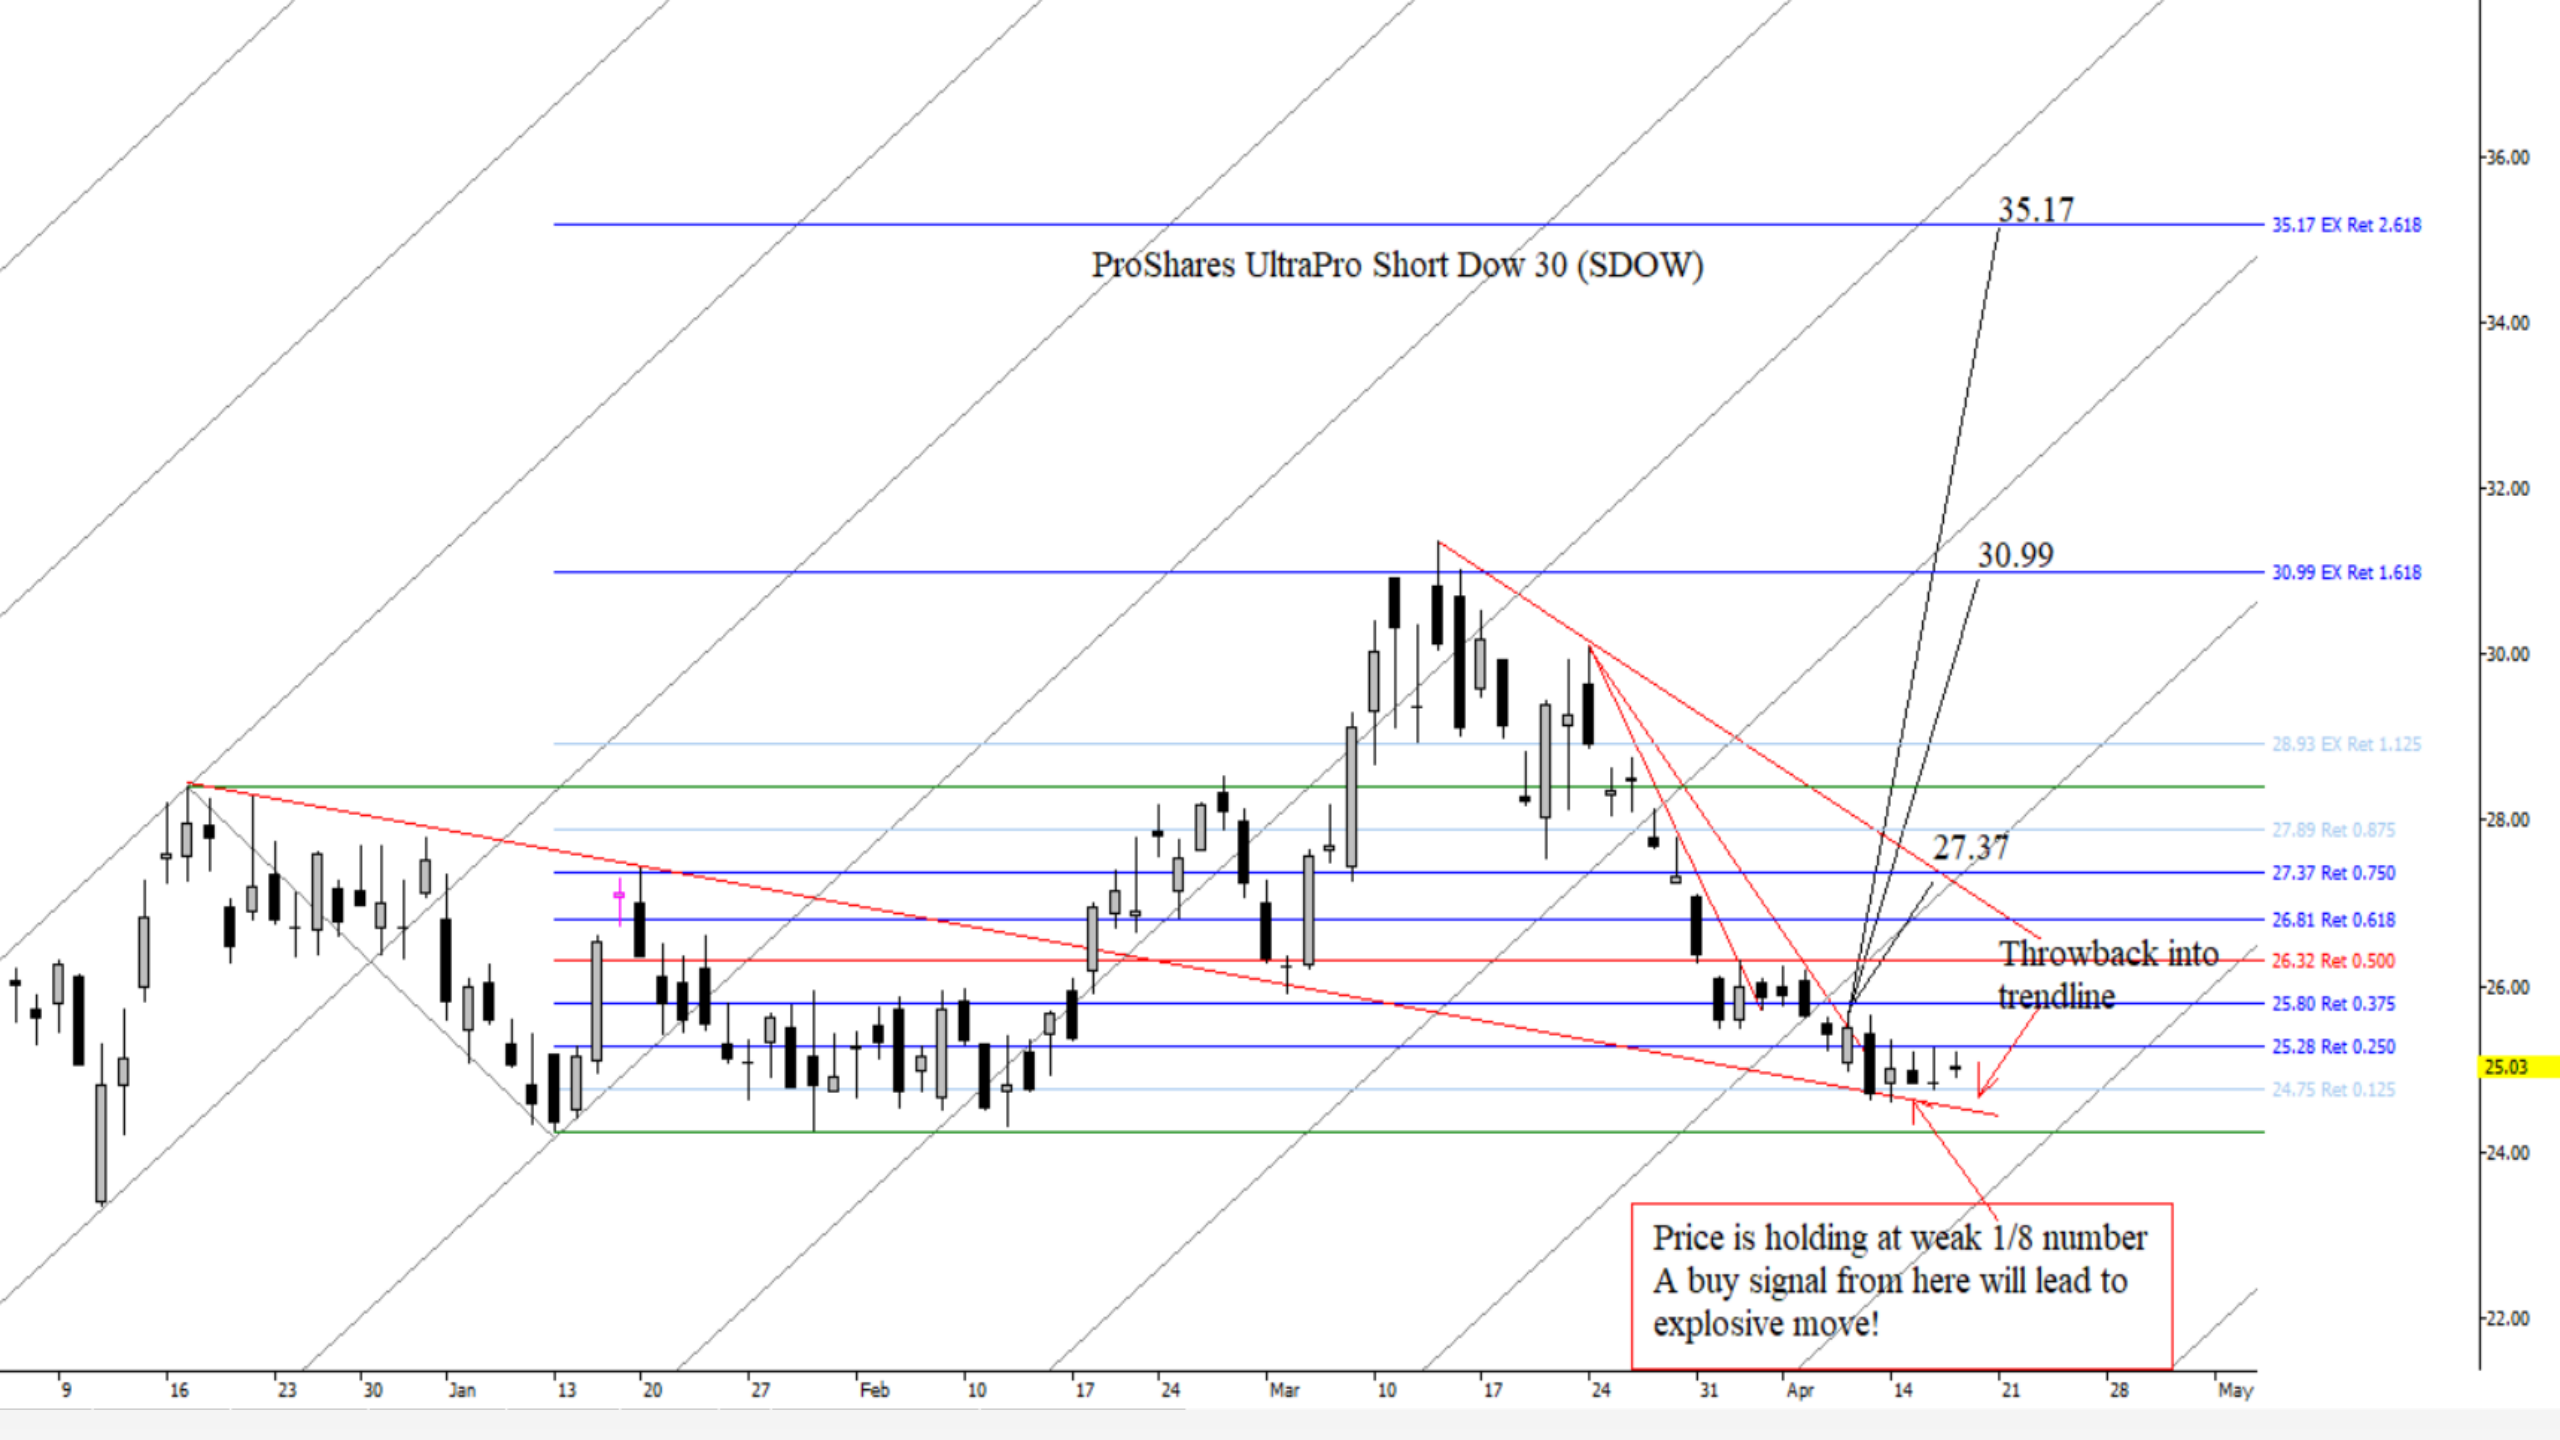 36.00
35.17
35.17 EX Ret 2.618
ProShares UltraPro Short Dow 30 (SDOW)
34.00
32.00
30.99
30.99 EX Ret 1.618
30.00
28.93 EX Ret 1.125
28.00
27.89 Ret 0.875
27.37
27.37 Ret 0.750
26.81 Ret 0.618
Throwback into
trendline
26.32 Ret 0.500
26.00
25.80 Ret 0.375
25.28 Ret 0.250
25.03
24.75 Ret 0.125
24.00
Price is holding at weak 1/8 number
A buy signal from here will lead to
explosive move!
22.00
9 16 23 30 Jan 13 20 27 Feb 10 17 24 Mar 10 17 24 31 Apr 14 21 28 May